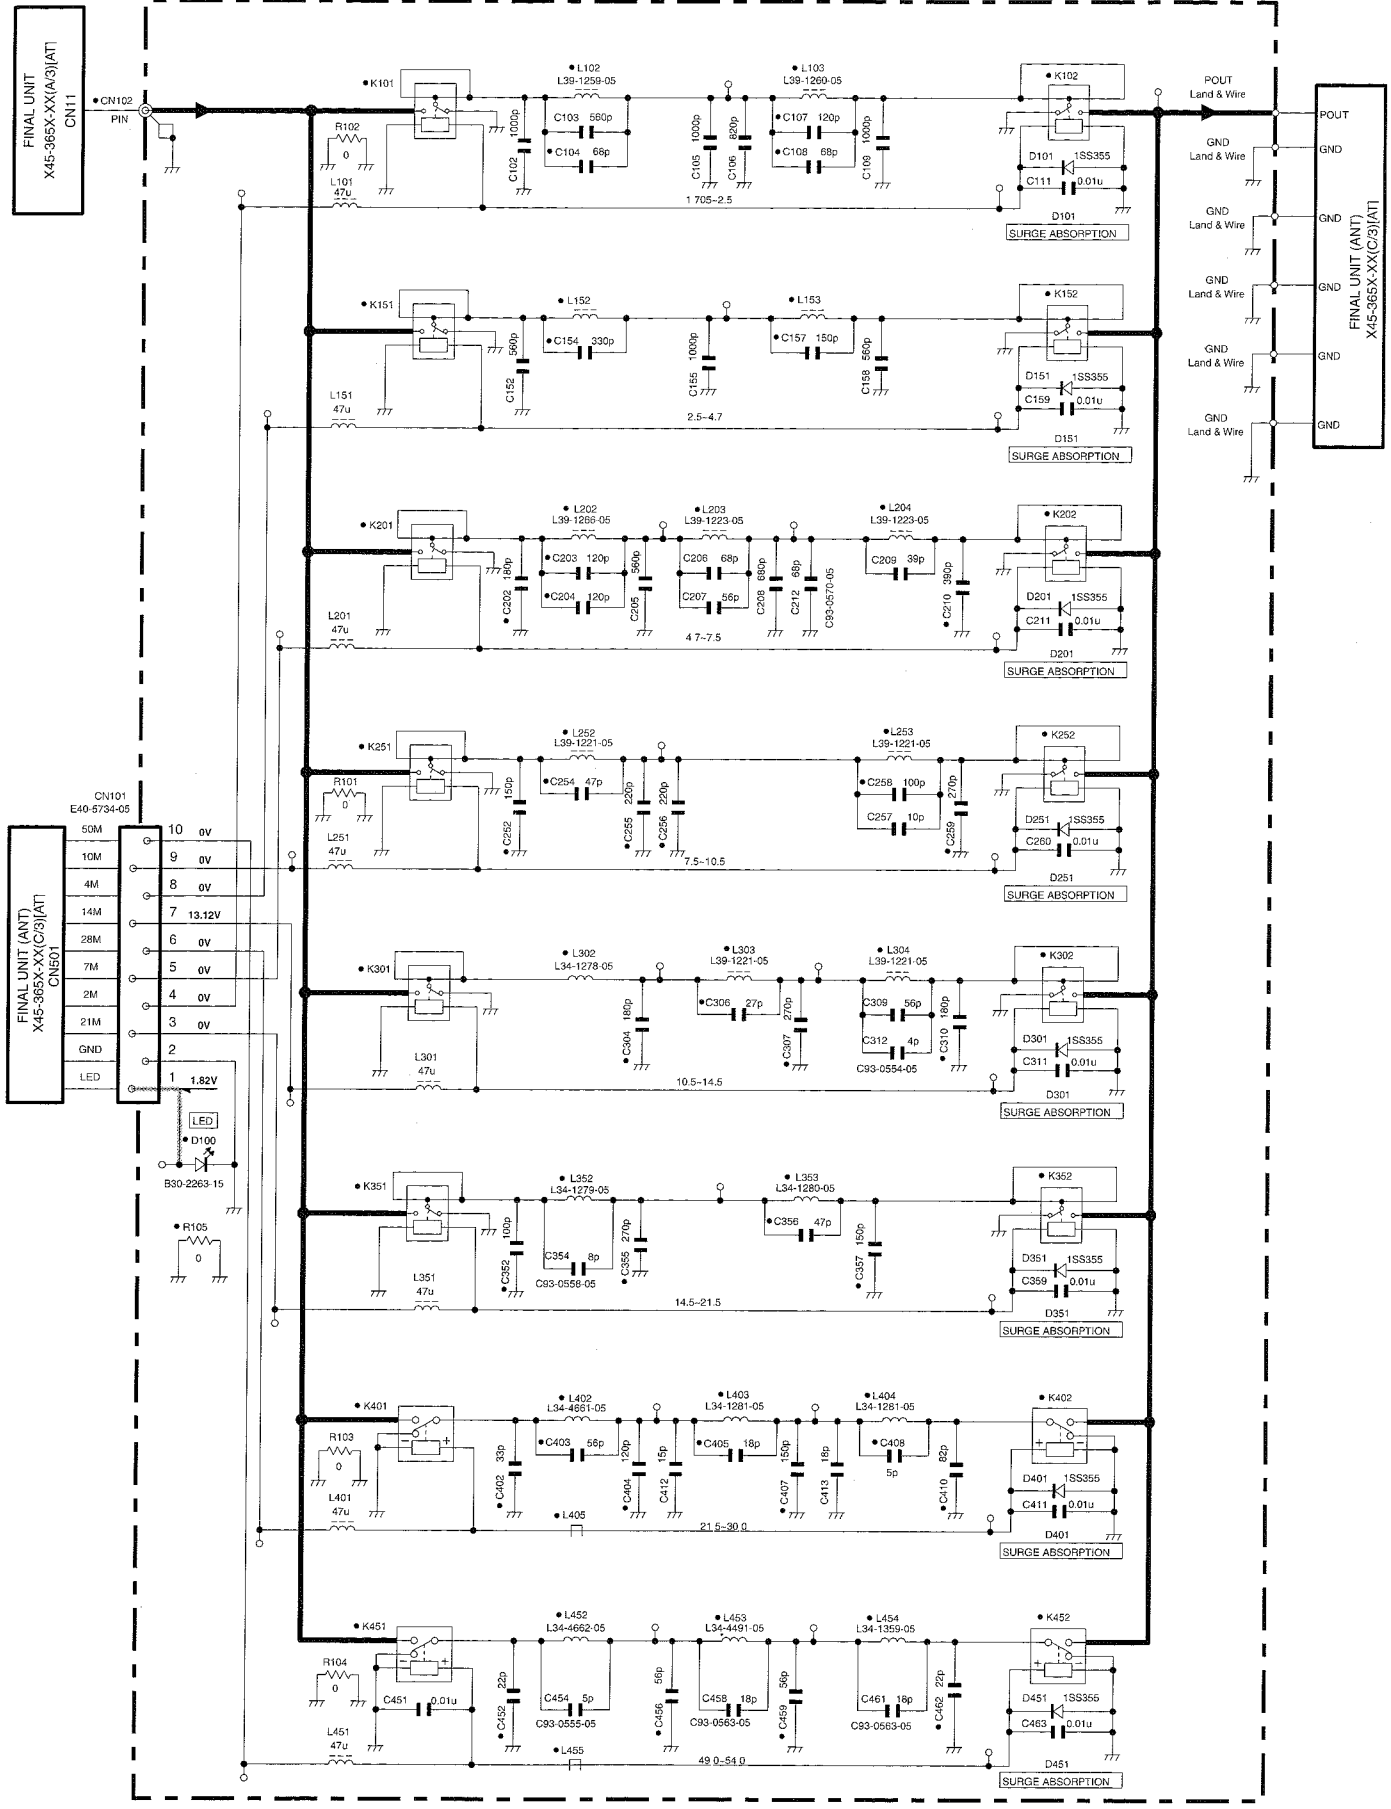 FINAL UNIT
X45-365X-XX(A/3)[AT]
CN11
CN102
PIN
K101
L102
L39-1259-05
L103
L39-1260-05
K102
POUT
Land & Wire
R102
0
1000p
C102
C103 560p
C104 68p
1000p
C105
820p
C106
C107 120p
C108 68p
1000p
C109
D101 1SS355
C111 0.01u
L101
47u
1 705~2.5
D101
SURGE ABSORPTION
GND
Land & Wire
GND
Land & Wire
GND
Land & Wire
GND
Land & Wire
GND
Land & Wire
POUT
GND
GND
GND
GND
GND
FINAL UNIT (ANT)
X45-365X-XX(C/3)[AT]
K151
L152
L153
K152
560p
C152
C154 330p
1000p
C155
C157 150p
560p
C158
D151 1SS355
C159 0.01u
L151
47u
2.5~4.7
D151
SURGE ABSORPTION
K201
L202
L39-1266-05
L203
L39-1223-05
L204
L39-1223-05
K202
180p
C202
C203 120p
C204 120p
560p
C205
C206 68p
C207 56p
680p
C208
68p
C212
C93-0570-05
C209 39p
390p
C210
D201 1SS355
C211 0.01u
L201
47u
4 7~7.5
D201
SURGE ABSORPTION
K251
L252
L39-1221-05
L253
L39-1221-05
K252
R101
0
150p
C252
C254 47p
220p
C255
220p
C256
C258 100p
C257 10p
270p
C259
D251 1SS355
C260 0.01u
L251
47u
7.5~10.5
D251
SURGE ABSORPTION
CN101
E40-5734-05
FINAL UNIT (ANT)
X45-365X-XX(C/3)[AT]
CN501
50M 10 0V
10M 9 0V
4M 8 0V
14M 7 13.12V
28M 6 0V
7M 5 0V
2M 4 0V
21M 3 0V
GND 2
LED 1 1.82V
LED
D100
B30-2263-15
R105
0
K301
L302
L34-1278-05
L303
L39-1221-05
L304
L39-1221-05
K302
180p
C304
C306 27p
270p
C307
C309 56p
C312 4p
C93-0554-05
180p
C310
D301 1SS355
C311 0.01u
L301
47u
10.5~14.5
D301
SURGE ABSORPTION
K351
L352
L34-1279-05
L353
L34-1280-05
K352
100p
C352
C354 8p
C93-0558-05
270p
C355
C356 47p
150p
C357
D351 1SS355
C359 0.01u
L351
47u
14.5~21.5
D351
SURGE ABSORPTION
K401
L402
L34-4661-05
L403
L34-1281-05
L404
L34-1281-05
K402
R103
0
33p
C402
C403 56p
120p
C404
15p
C412
C405 18p
150p
C407
18p
C413
C408
5p
82p
C410
− +
+ −
D401 1SS355
C411 0.01u
L401
47u
L405
21 5~30 0
D401
SURGE ABSORPTION
K451
L452
L34-4662-05
L453
L34-4491-05
L454
L34-1359-05
K452
R104
0
− +
C451 0.01u
22p
C452
C454 5p
C93-0555-05
56p
C456
C458 18p
C93-0563-05
56p
C459
C461 18p
C93-0563-05
22p
C462
+ −
D451 1SS355
C463 0.01u
L451
47u
L455
49 0~54 0
D451
SURGE ABSORPTION